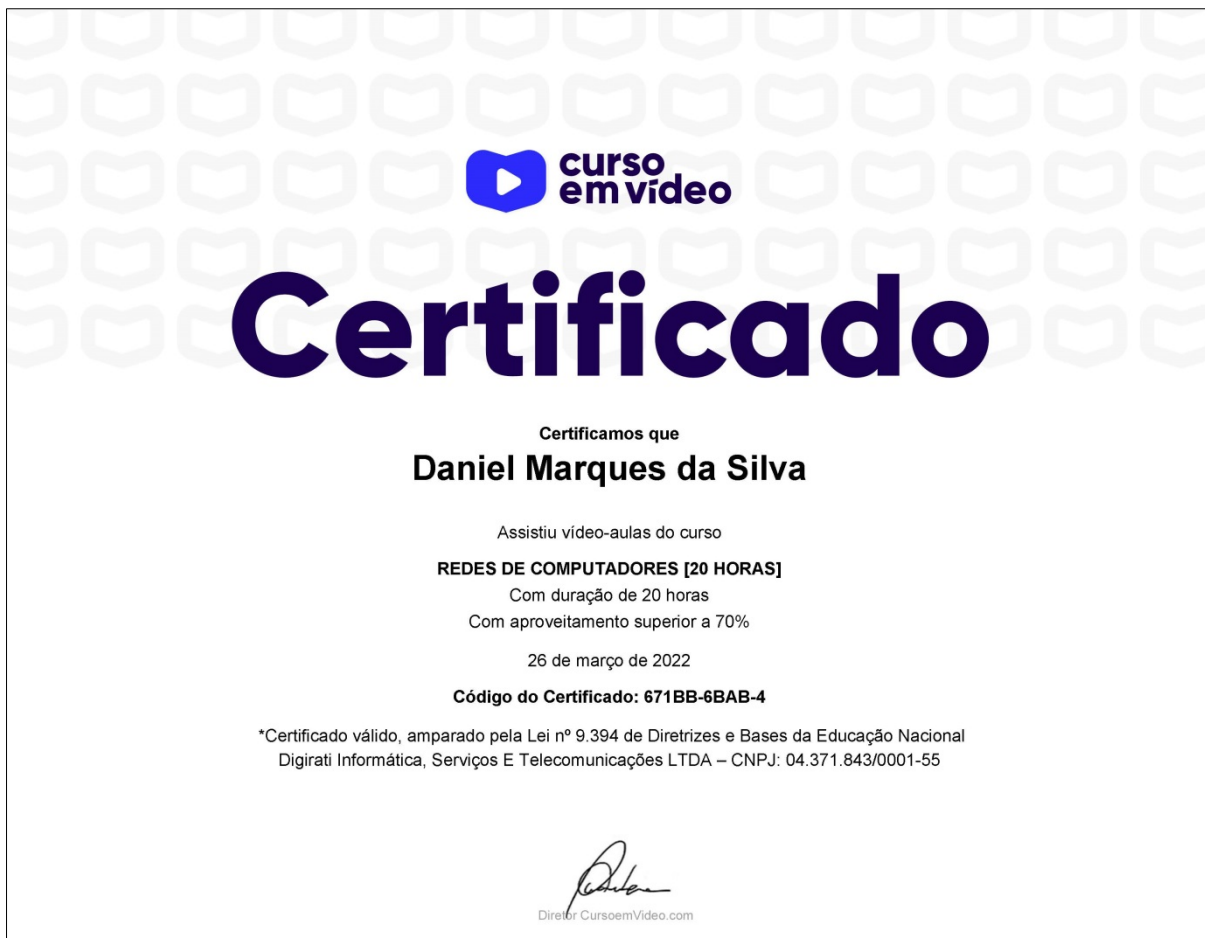 curso
em vídeo
Certificado
Certificamos que
Daniel Marques da Silva
Assistiu vídeo-aulas do curso
REDES DE COMPUTADORES [20 HORAS]
Com duração de 20 horas
Com aproveitamento superior a 70%
26 de março de 2022
Código do Certificado: 671BB-6BAB-4
*Certificado válido, amparado pela Lei nº 9.394 de Diretrizes e Bases da Educação Nacional
Digirati Informática, Serviços E Telecomunicações LTDA – CNPJ: 04.371.843/0001-55
Diretor CursoemVideo.com